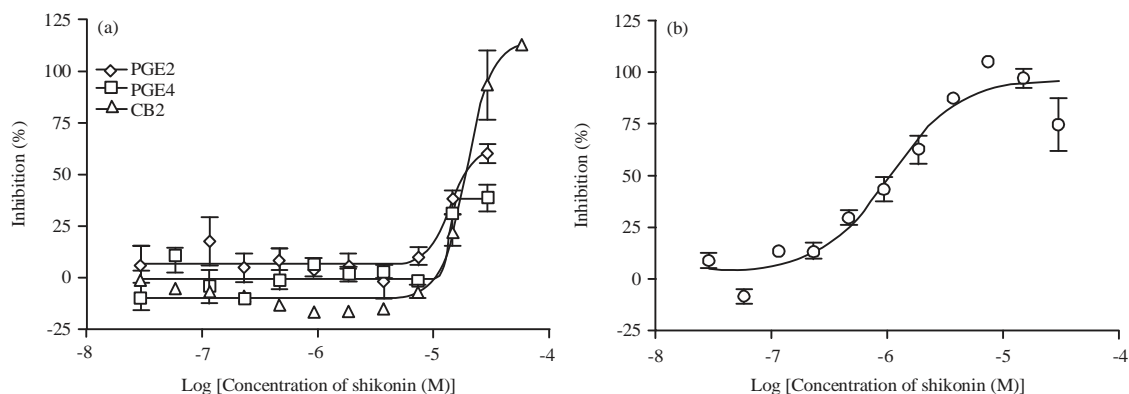 (a)
125
100
75
50
25
0
-25
Inhibition (%)
PGE2
PGE4
CB2
-8
-7
-6
-5
-4
Log [Concentration of shikonin (M)]
(b)
125
100
75
50
25
0
-25
Inhibition (%)
-8
-7
-6
-5
-4
Log [Concentration of shikonin (M)]